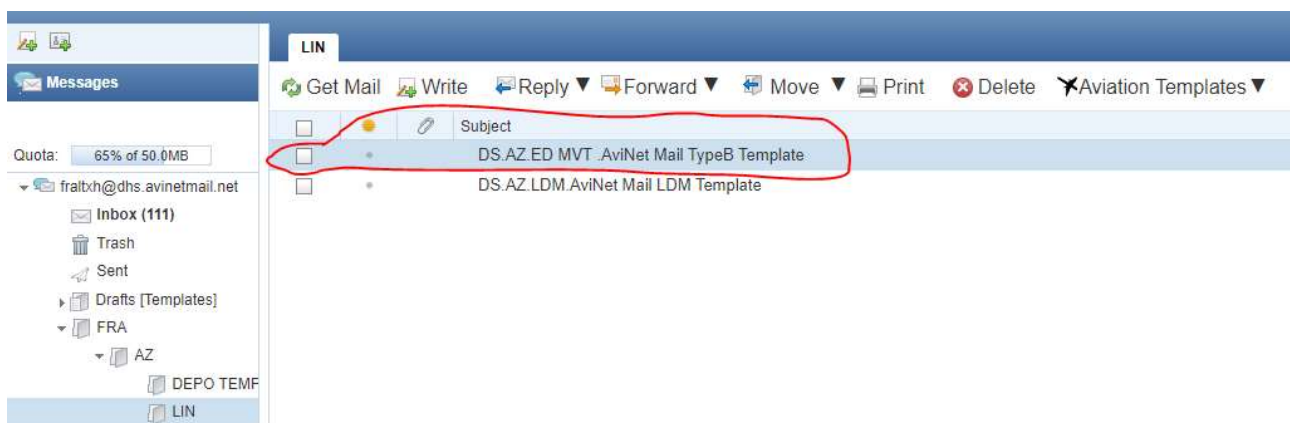 LIN
Messages
Get Mail Write Reply ▼ Forward ▼ Move ▼ Print Delete Aviation Templates ▼
Subject
Quota: 65% of 50.0MB
DS.AZ.ED MVT .AviNet Mail TypeB Template
fraltxh@dhs.avinetmail.net
DS.AZ.LDM.AviNet Mail LDM Template
Inbox (111)
Trash
Sent
Drafts [Templates]
FRA
AZ
DEPO TEMF
LIN